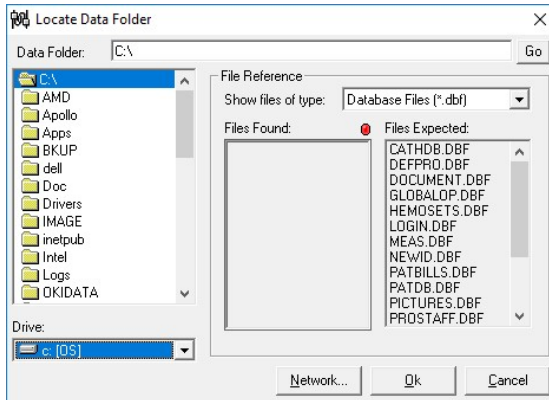 Locate Data Folder
Data Folder: C:\ Go
C:\
AMD
Apollo
Apps
BKUP
dell
Doc
Drivers
IMAGE
inetpub
Intel
Logs
OKIDATA
Drive:
c: [OS]
File Reference
Show files of type: Database Files (*.dbf)
Files Found:
Files Expected:
CATHDB.DBF
DEFPRO.DBF
DOCUMENT.DBF
GLOBALOP.DBF
HEMOSETS.DBF
LOGIN.DBF
MEAS.DBF
NEWID.DBF
PATBILLS.DBF
PATDB.DBF
PICTURES.DBF
PROSTAFF.DBF
Network... Ok Cancel